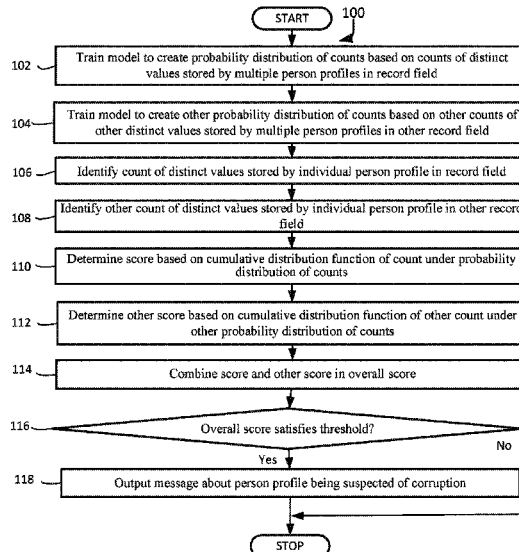 START
100
102
Train model to create probability distribution of counts based on counts of distinct
values stored by multiple person profiles in record field
104
Train model to create other probability distribution of counts based on other counts of
other distinct values stored by multiple person profiles in other record field
106
Identify count of distinct values stored by individual person profile in record field
108
Identify other count of distinct values stored by individual person profile in other record
field
110
Determine score based on cumulative distribution function of count under probability
distribution of counts
112
Determine other score based on cumulative distribution function of other count under
other probability distribution of counts
114
Combine score and other score in overall score
116
Overall score satisfies threshold?
No
Yes
118
Output message about person profile being suspected of corruption
STOP